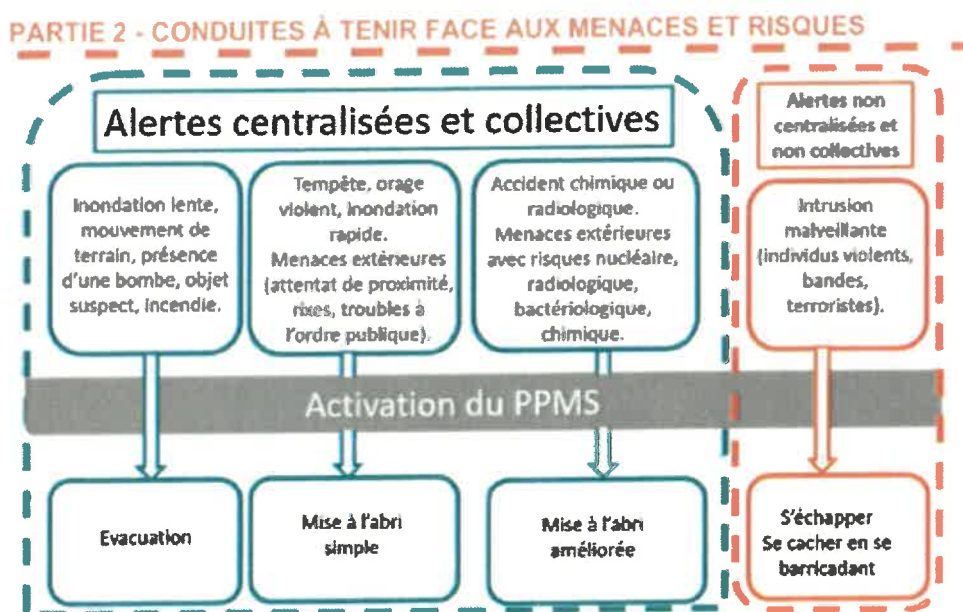 PARTIE 2 - CONDUITES À TENIR FACE AUX MENACES ET RISQUES
Alertes centralisées et collectives
Alertes non
centralisées et
non collectives
Inondation lente,
mouvement de
terrain, présence
d'une bombe, objet
suspect, incendie.
Tempête, orage
violent, inondation
rapide.
Menaces extérieures
(attentat de proximité,
rixes, troubles à
l'ordre publique).
Accident chimique ou
radiologique.
Menaces extérieures
avec risques nucléaire,
radiologique,
bactériologique,
chimique.
Intrusion
malveillante
(individus violents,
bandes,
terroristes).
Activation du PPMS
Evacuation
Mise à l'abri
simple
Mise à l'abri
améliorée
S'échapper
Se cacher en se
barricadant